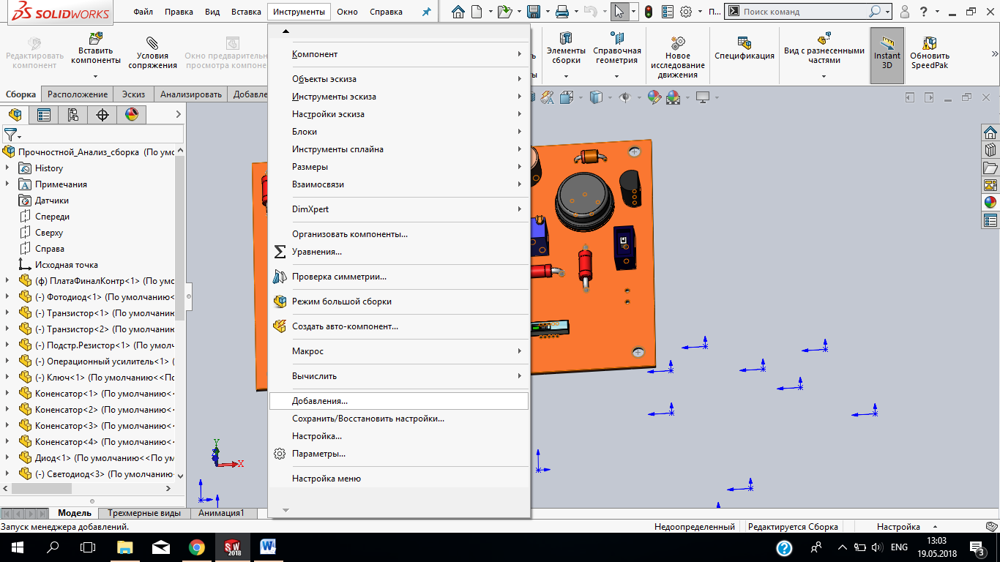 SOLIDWORKS
Файл Правка Вид Вставка Инструменты Окно Справка
П... Поиск команд
Редактировать компонент
Вставить компоненты
Условия сопряжения
Окно предваритель просмотра компоне
Элементы сборки
Справочная геометрия
Новое исследование движения
Спецификация
Вид с разнесенными частями
Instant 3D
Обновить SpeedPak
Сборка Расположение Эскиз Анализировать Добавле
Компонент
Объекты эскиза
Инструменты эскиза
Настройки эскиза
Блоки
Инструменты сплайна
Размеры
Взаимосвязи
DimXpert
Организовать компоненты...
Уравнения...
Проверка симметрии...
Режим большой сборки
Создать авто-компонент...
Макрос
Вычислить
Добавления...
Сохранить/Восстановить настройки...
Настройка...
Параметры...
Настройка меню
Прочностной_Анализ_сборка (По умс
History
Примечания
Датчики
Спереди
Сверху
Справа
Исходная точка
(ф) ПлатаФиналКонтр<1> (По умс
(-) Фотодиод<1> (По умолчанию<
(-) Транзистор<1> (По умолчанию
(-) Транзистор<2> (По умолчанию
(-) Подстр.Резистор<1> (По умолч
(-) Операционный усилитель<1> (
(-) Ключ<1> (По умолчанию<<По
Коненсатор<1> (По умолчанию<
Коненсатор<2> (По умолчанию<
Коненсатор<3> (По умолчанию<
Коненсатор<4> (По умолчанию<
Диод<1> (По умолчанию<<По ум
(-) Светодиод<3> (По умолчанию
Y
X
Модель Трехмерные виды Анимация1
Запуск менеджера добавлений.
Недоопределенный Редактируется Сборка Настройка
SW 2018
ENG
13:03
19.05.2018
3